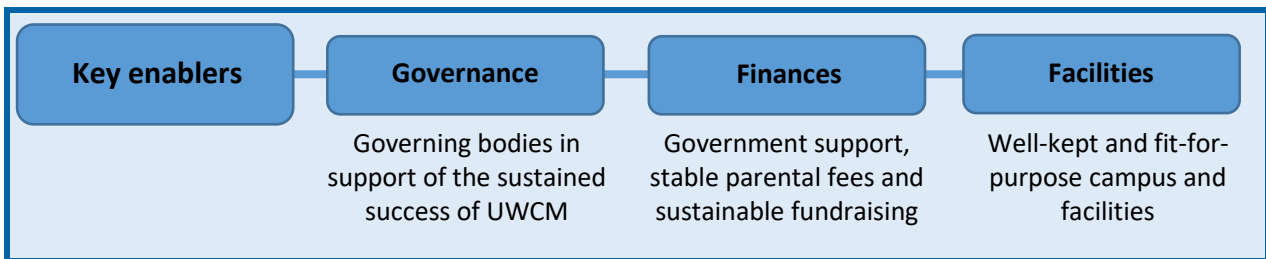 Key enablers
Governance
Finances
Facilities
Governing bodies in
support of the sustained
success of UWCM
Government support,
stable parental fees and
sustainable fundraising
Well-kept and fit-for-
purpose campus and
facilities